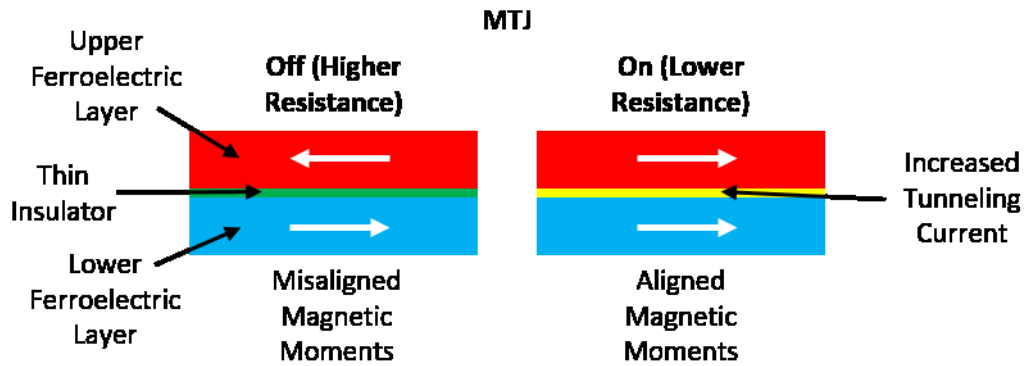 MTJ
Upper
Ferroelectric
Layer
Off (Higher
Resistance)
On (Lower
Resistance)
Thin
Insulator
Increased
Tunneling
Current
Lower
Ferroelectric
Layer
Misaligned
Magnetic
Moments
Aligned
Magnetic
Moments